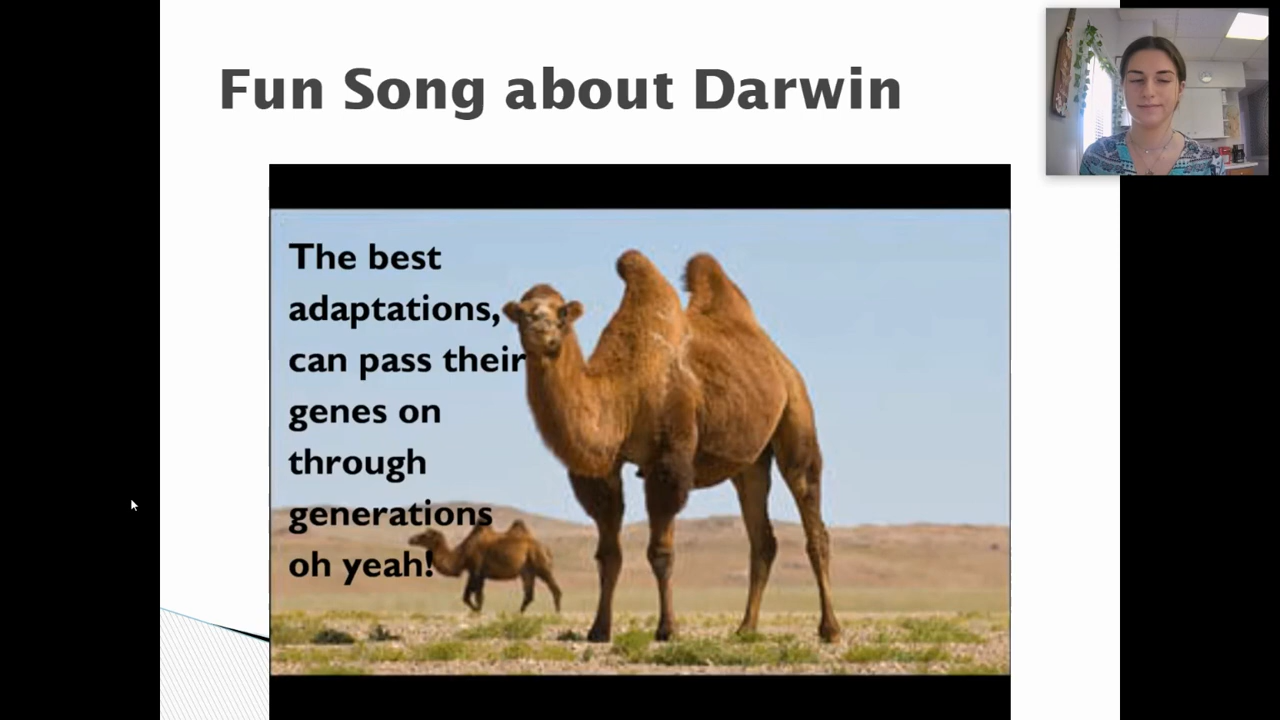 Fun Song about Darwin
The best
adaptations,
can pass their
genes on
through
generations
oh yeah!